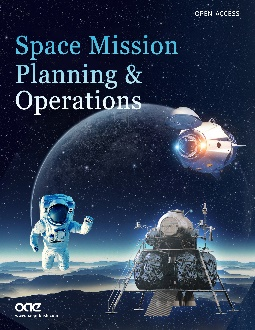 OPEN ACCESS
Space Mission
Planning &
Operations
oae